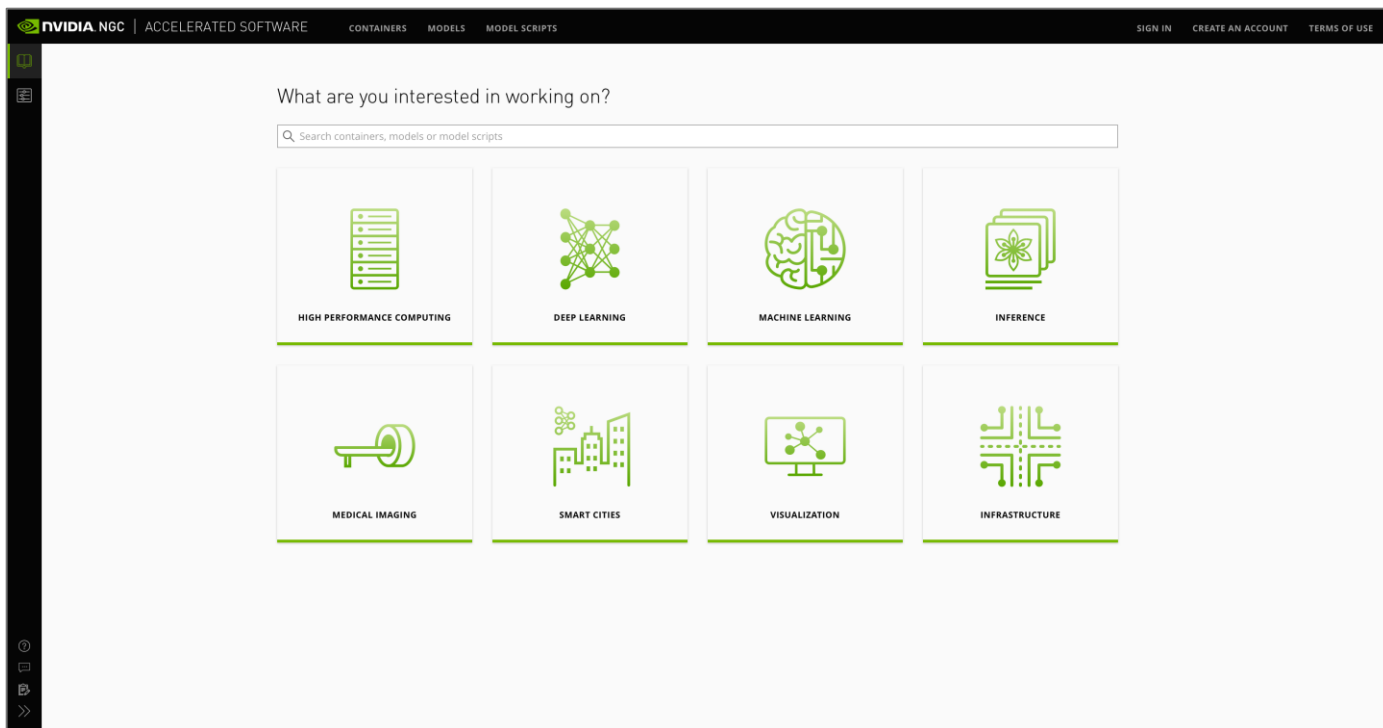 NVIDIA. NGC | ACCELERATED SOFTWARE CONTAINERS MODELS MODEL SCRIPTS SIGN IN CREATE AN ACCOUNT TERMS OF USE
What are you interested in working on?
Search containers, models or model scripts
HIGH PERFORMANCE COMPUTING DEEP LEARNING MACHINE LEARNING INFERENCE
MEDICAL IMAGING SMART CITIES VISUALIZATION INFRASTRUCTURE